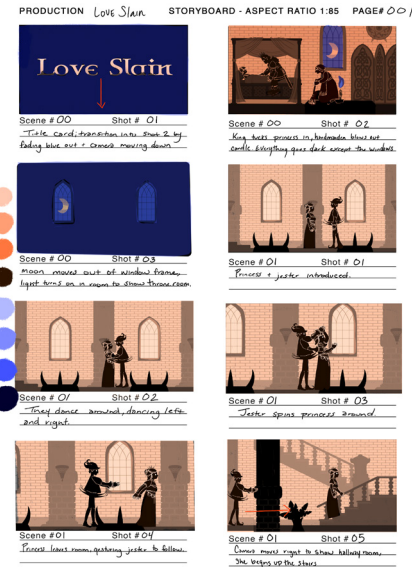 PRODUCTION Love Slain STORYBOARD - ASPECT RATIO 1:85 PAGE# 001
Love Slain
Scene # 00 Shot # 01
Title card, transition into shot 2 by
fading blue out + camera moving down
Scene # 00 Shot # 02
King tucks princess in, handmaiden blows out
candle. Everything goes dark except the windows
Scene # 00 Shot # 03
Moon moves out of window frame,
light turns on in room to show throne room.
Scene # 01 Shot # 01
Princess + jester introduced.
Scene # 01 Shot # 02
They dance around, dancing left
and right.
Scene # 01 Shot # 03
Jester spins princess around
Scene #01 Shot #04
Princess leaves room, gesturing jester to follow.
Scene # 01 Shot #05
Camera moves right to show hallway room,
She begins up the stairs